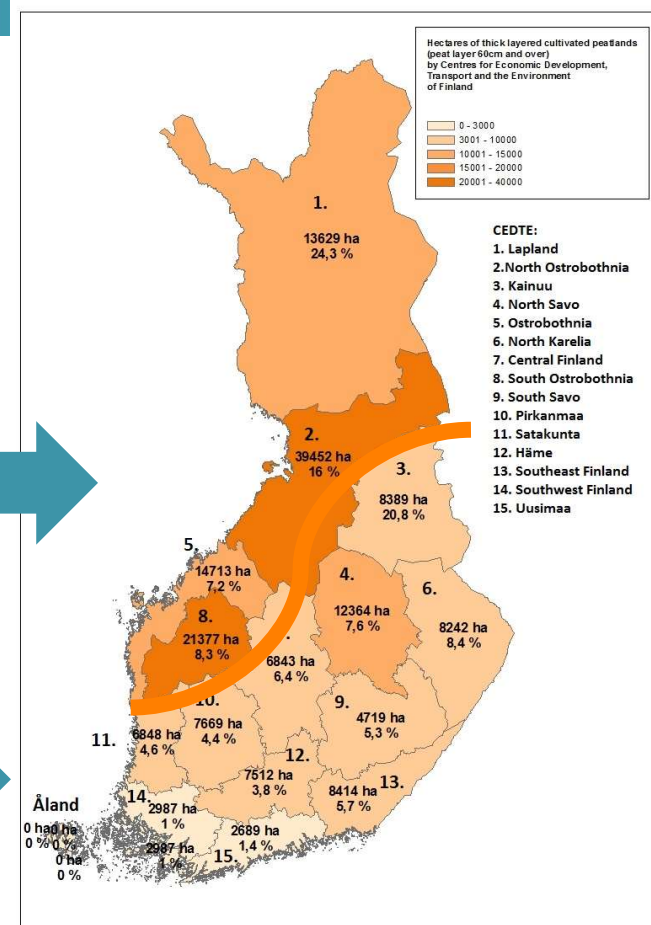 Hectares of thick layered cultivated peatlands
(peat layer 60cm and over)
by Centres for Economic Development,
Transport and the Environment
of Finland
0 - 3000
3001 - 10000
10001 - 15000
15001 - 20000
20001 - 40000
CEDTE:
1. Lapland
2.North Ostrobothnia
3. Kainuu
4. North Savo
5. Ostrobothnia
6. North Karelia
7. Central Finland
8. South Ostrobothnia
9. South Savo
10. Pirkanmaa
11. Satakunta
12. Häme
13. Southeast Finland
14. Southwest Finland
15. Uusimaa
1.
13629 ha
24,3 %
2.
39452 ha
16 %
3.
8389 ha
20,8 %
5.
14713 ha
7,2 %
4.
12364 ha
7,6 %
6.
8242 ha
8,4 %
8.
21377 ha
8,3 %
6843 ha
6,4 %
10.
7669 ha
4,4 %
9.
4719 ha
5,3 %
11.
6848 ha
4,6 %
12.
7512 ha
3,8 %
13.
8414 ha
5,7 %
14.
2987 ha
1 %
2689 ha
1,4 %
15.
2987 ha
1 %
Åland
0 ha
0 %
0 ha
0 %
0 ha
0 %